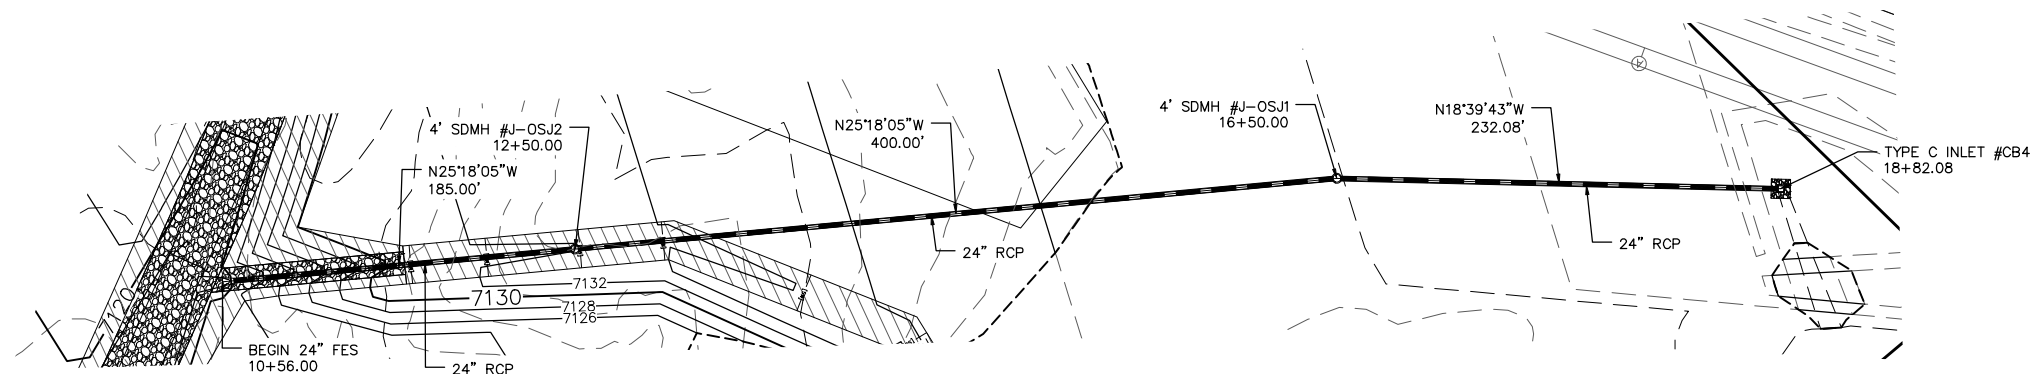 4' SDMH #J-OSJ2
12+50.00
N25°18'05"W
185.00'
N25°18'05"W
400.00'
4' SDMH #J-OSJ1
16+50.00
N18°39'43"W
232.08'
TYPE C INLET #CB4
18+82.08
24" RCP
24" RCP
7120
7132
7130
7128
7126
BEGIN 24" FES
10+56.00
24" RCP